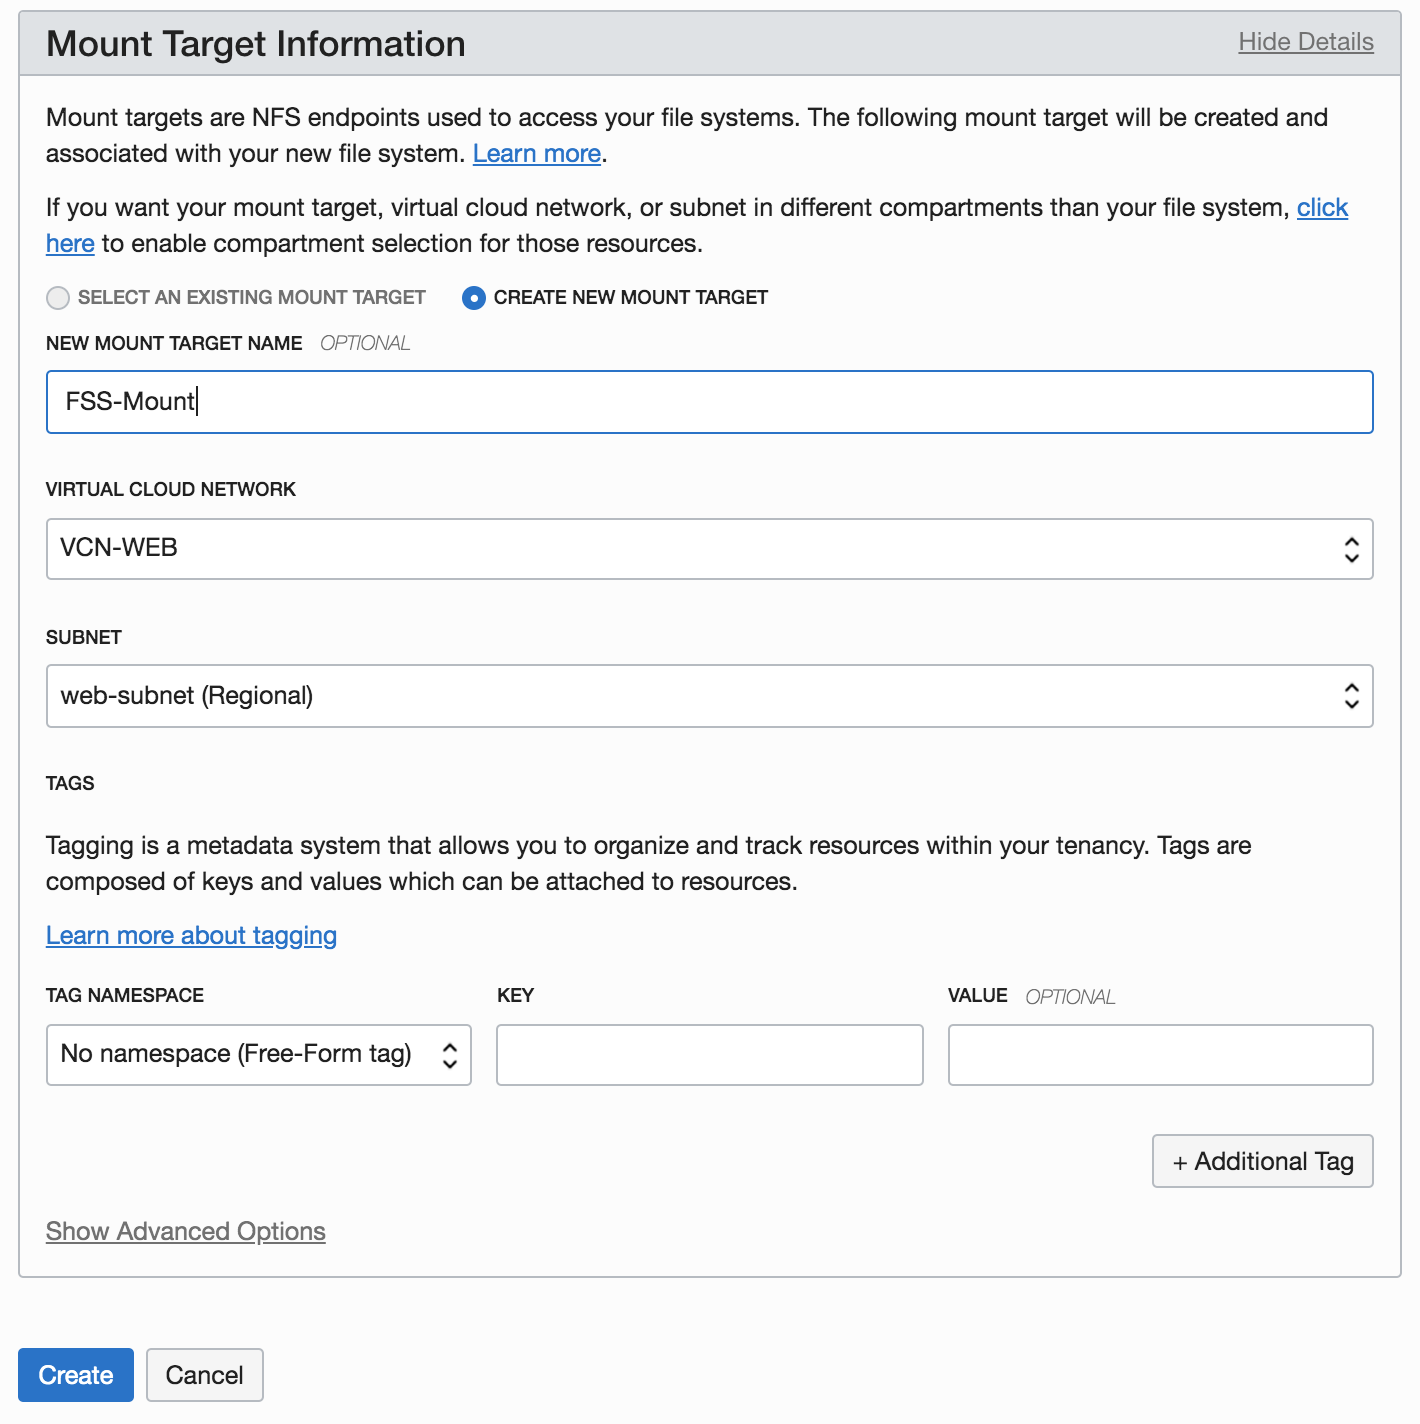 Mount Target Information
Hide Details
Mount targets are NFS endpoints used to access your file systems. The following mount target will be created and
associated with your new file system. Learn more.
If you want your mount target, virtual cloud network, or subnet in different compartments than your file system, click
here to enable compartment selection for those resources.
SELECT AN EXISTING MOUNT TARGET
CREATE NEW MOUNT TARGET
NEW MOUNT TARGET NAME OPTIONAL
FSS-Mount
VIRTUAL CLOUD NETWORK
VCN-WEB
SUBNET
web-subnet (Regional)
TAGS
Tagging is a metadata system that allows you to organize and track resources within your tenancy. Tags are
composed of keys and values which can be attached to resources.
Learn more about tagging
TAG NAMESPACE
KEY
VALUE OPTIONAL
No namespace (Free-Form tag)
+ Additional Tag
Show Advanced Options
Create
Cancel